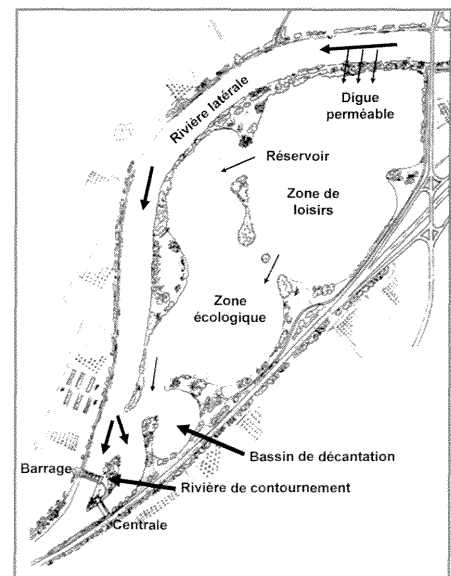 Digue
perméable
Rivière latérale
Réservoir
Zone de
loisirs
Zone
écologique
Bassin de décantation
Barrage
Rivière de contournement
Centrale